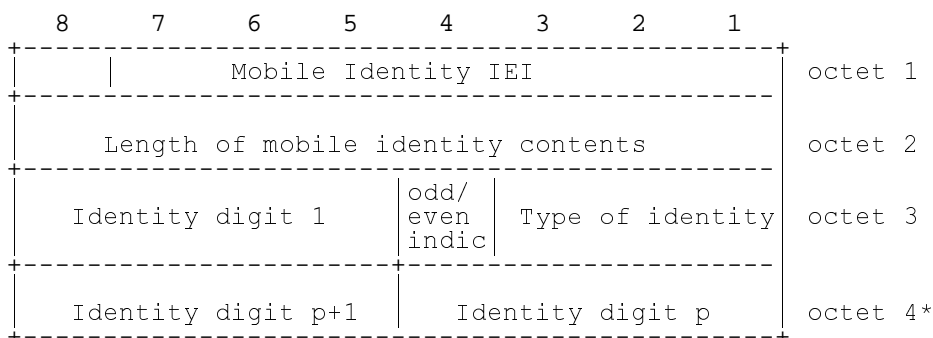 8 7 6 5 4 3 2 1
Mobile Identity IEI octet 1
Length of mobile identity contents octet 2
odd/
Identity digit 1 even Type of identity octet 3
indic
Identity digit p+1 Identity digit p octet 4*